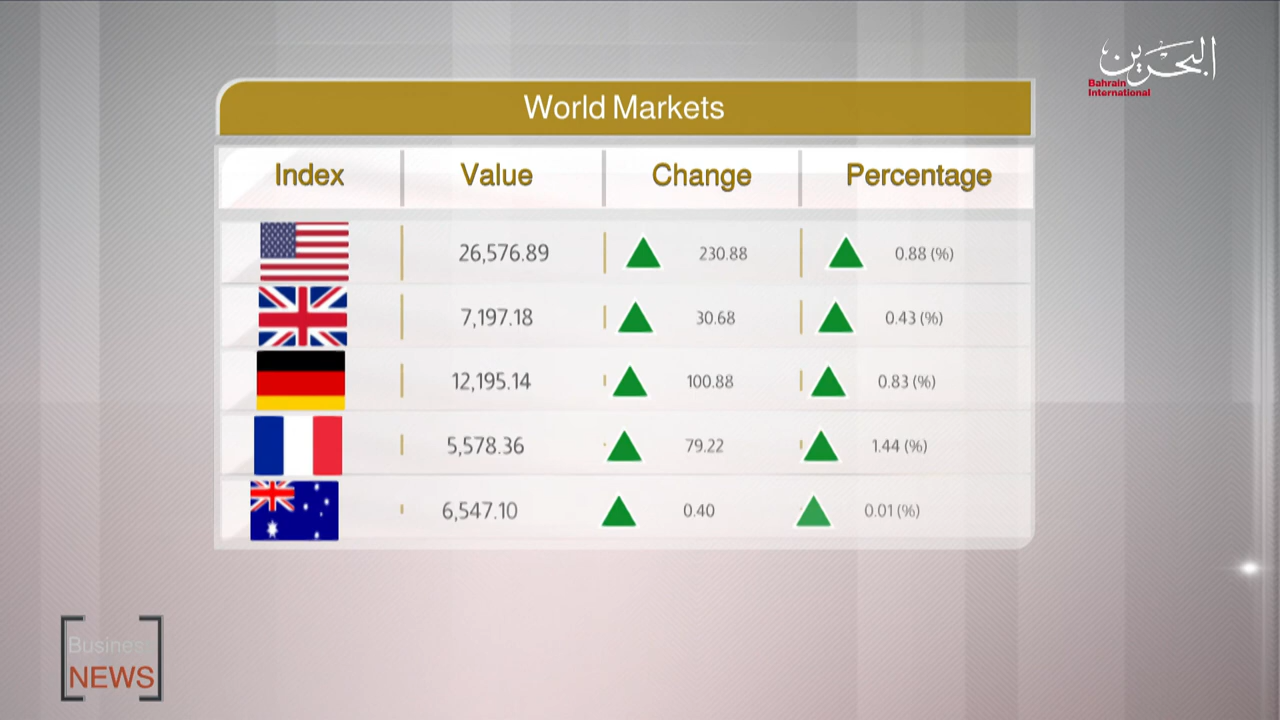 البحرين
Bahrain
International
World Markets
Index Value Change Percentage
26,576.89 230.88 0.88 (%)
7,197.18 30.68 0.43 (%)
12,195.14 100.88 0.83 (%)
5,578.36 79.22 1.44 (%)
6,547.10 0.40 0.01 (%)
Business
NEWS